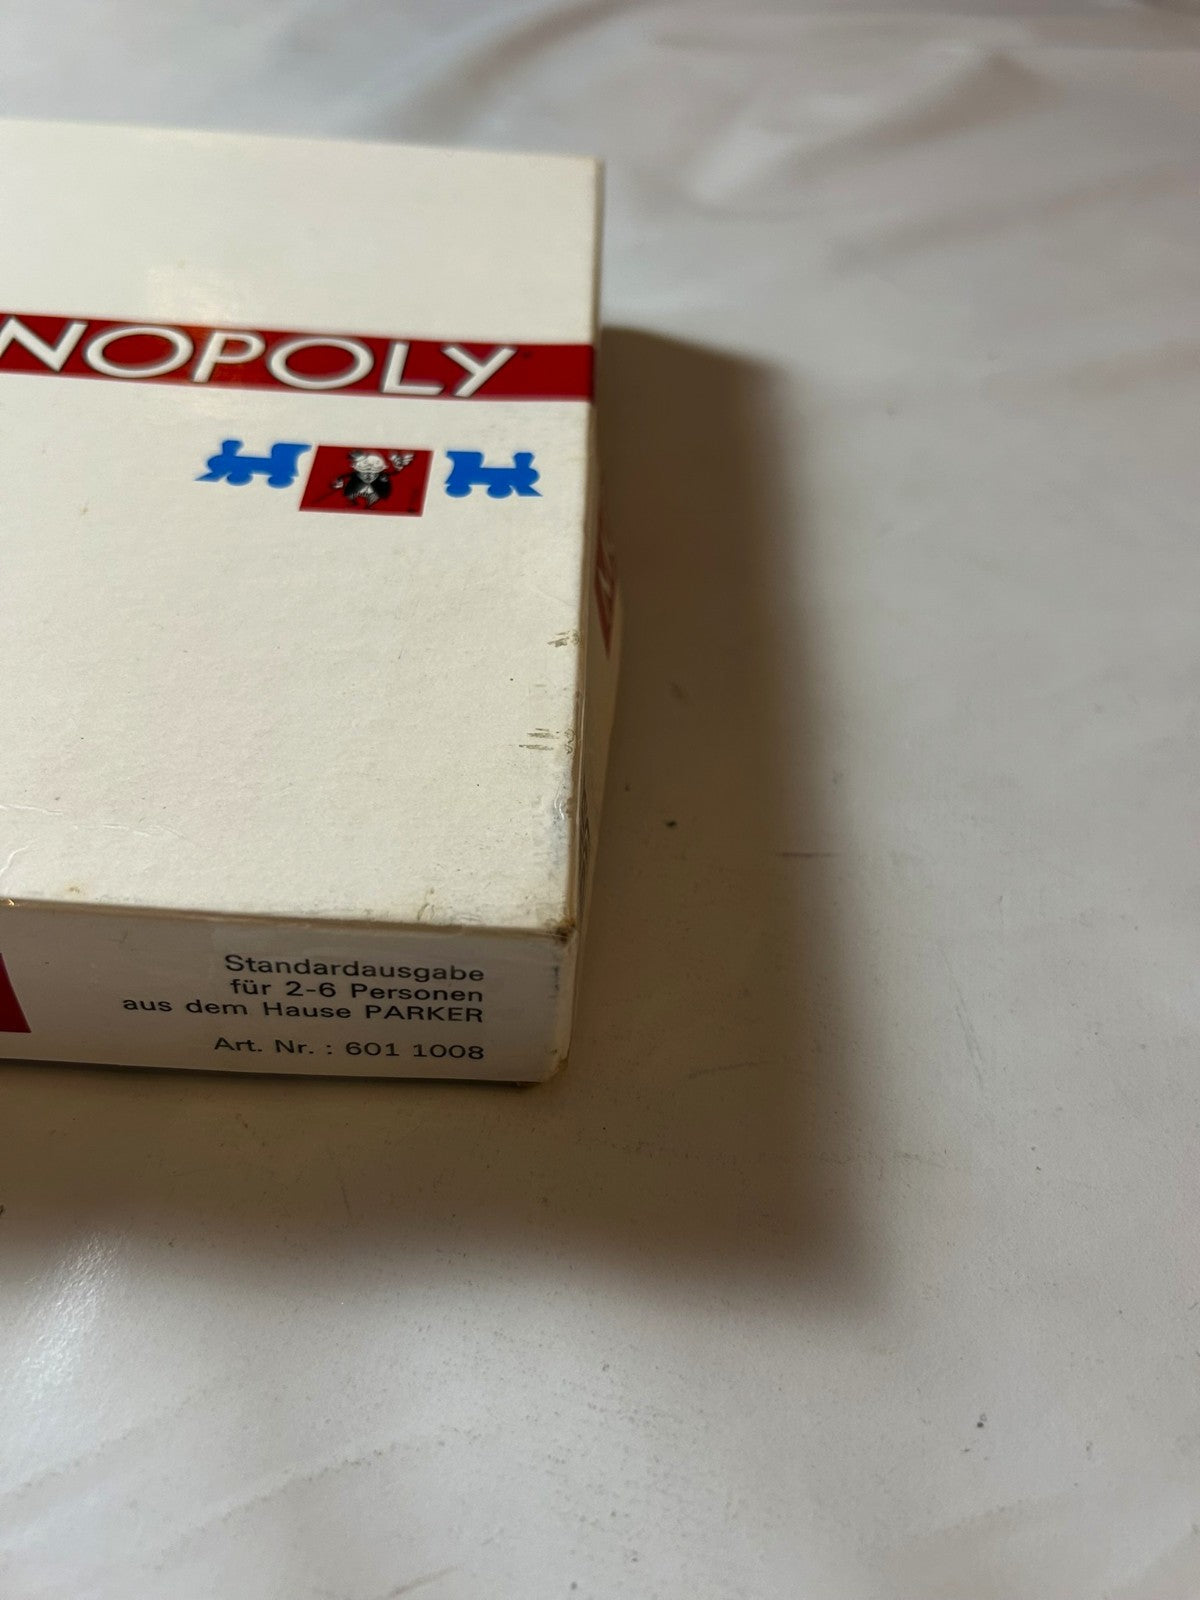 NOPOLY
Standardausgabe
für 2-6 Personen
aus dem Hause PARKER
Art. Nr. : 601 1008